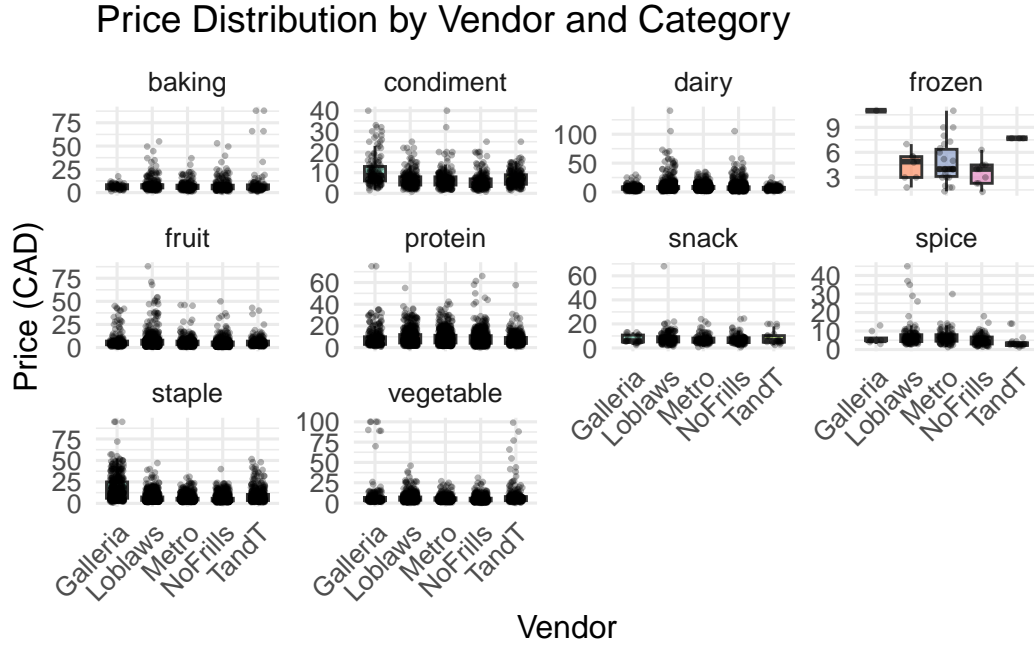 Price Distribution by Vendor and Category
baking
condiment
dairy
frozen
75
50
25
0
40
30
20
10
0
100
50
0
9
6
3
fruit
protein
snack
spice
75
50
25
0
60
40
20
0
60
40
20
0
40
30
20
10
0
staple
vegetable
75
50
25
0
100
75
50
25
0
Galleria
Loblaws
Metro
NoFrills
TandT
Galleria
Loblaws
Metro
NoFrills
TandT
Galleria
Loblaws
Metro
NoFrills
TandT
Galleria
Loblaws
Metro
NoFrills
TandT
Price (CAD)
Vendor